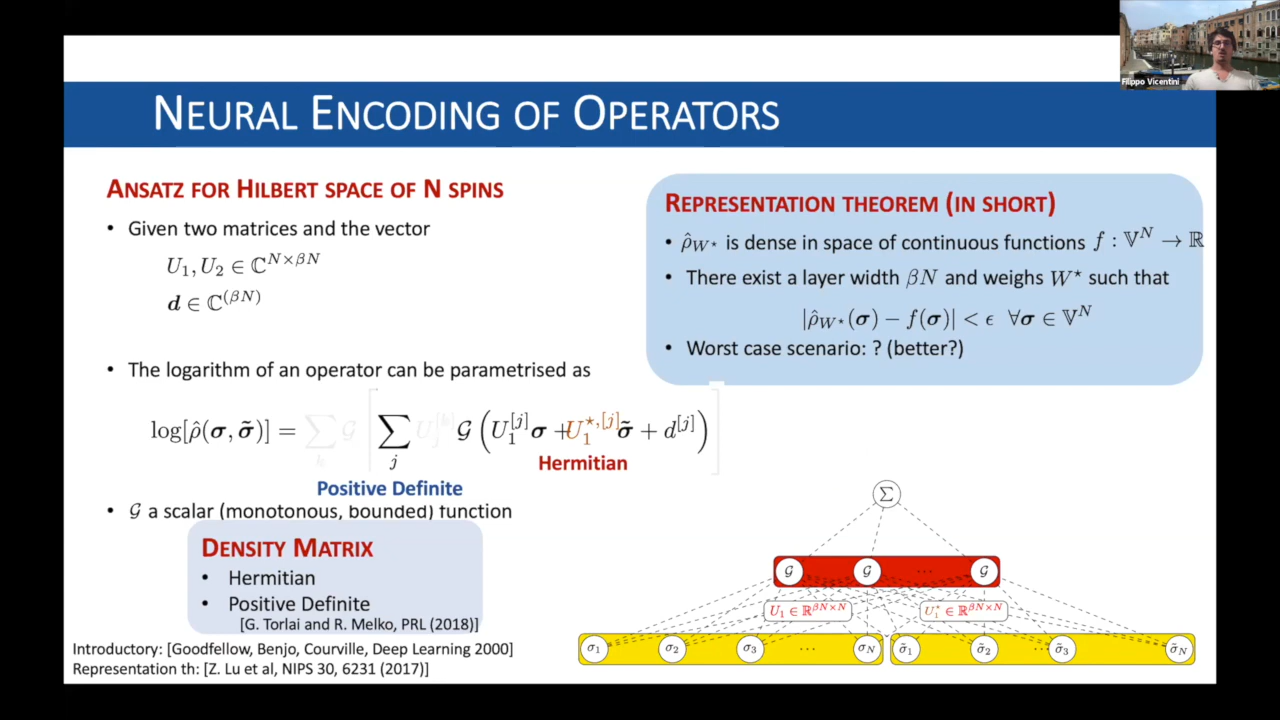 Filippo Vicentini
NEURAL ENCODING OF OPERATORS
ANSATZ FOR HILBERT SPACE OF N SPINS
• Given two matrices and the vector
U₁, U₂ ∈ ℂ^{N×βN}
d ∈ ℂ^{(βN)}
• The logarithm of an operator can be parametrised as
log[ρ̂(σ, σ̃)] = ∑_k 𝒢 [∑_j U_j^{[k]} 𝒢 (U₁^{[j]}σ + U₁^{⋆,[j]}σ̃ + d^{[j]})]
Hermitian
Positive Definite
• 𝒢 a scalar (monotonous, bounded) function
DENSITY MATRIX
• Hermitian
• Positive Definite
[G. Torlai and R. Melko, PRL (2018)]
Introductory: [Goodfellow, Benjo, Courville, Deep Learning 2000]
Representation th: [Z. Lu et al, NIPS 30, 6231 (2017)]
REPRESENTATION THEOREM (IN SHORT)
• ρ̂_{W⋆} is dense in space of continuous functions f : 𝕍^N → ℝ
• There exist a layer width βN and weighs W⋆ such that
|ρ̂_{W⋆}(σ) − f(σ)| < ϵ ∀σ ∈ 𝕍^N
• Worst case scenario: ? (better?)
Σ
𝒢 𝒢 ⋯ 𝒢
U₁ ∈ ℝ^{βN×N} U₁⋆ ∈ ℝ^{βN×N}
σ₁ σ₂ σ₃ ⋯ σ_N σ̃₁ σ̃₂ ⋯ σ̃₃ σ̃_N